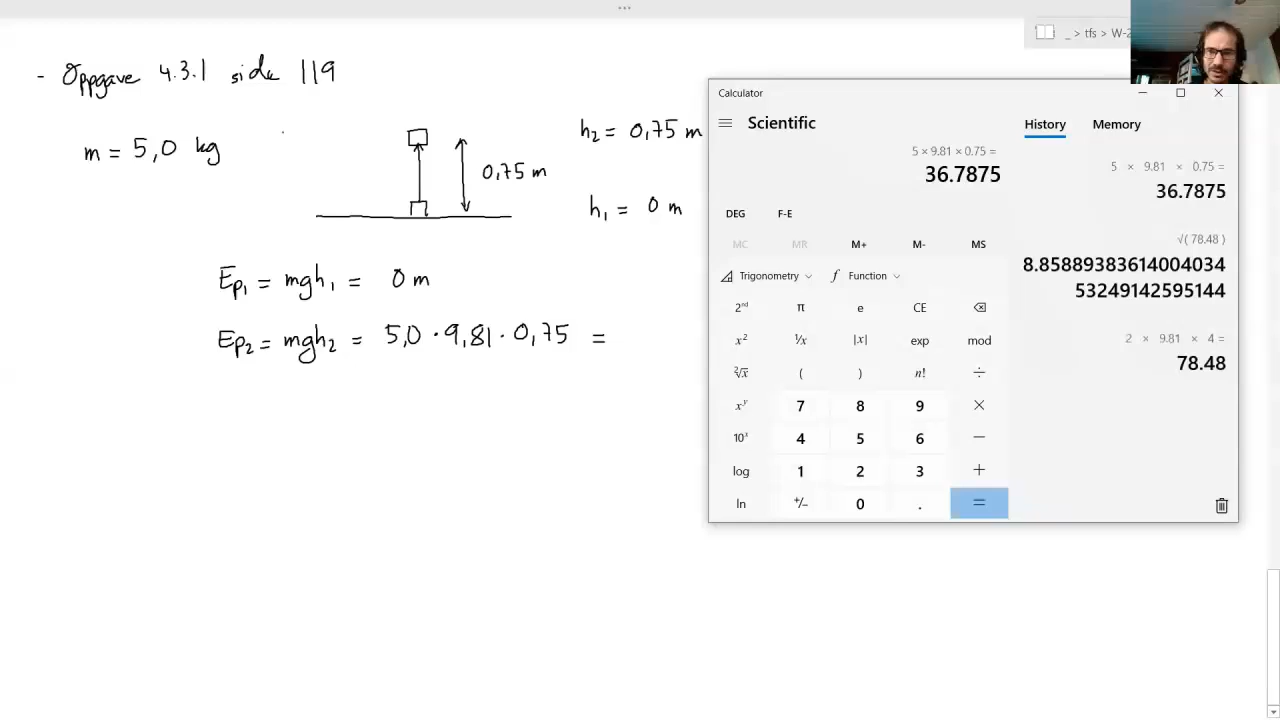 - Oppgave 4.3.1 side 119
m = 5,0 kg
0,75 m
h2 = 0,75 m
h1 = 0 m
Ep1 = mgh1 = 0 m
Ep2 = mgh2 = 5,0 · 9,81 · 0,75 =
_ > tfs > W-2
Calculator
Scientific
5 × 9.81 × 0.75 =
36.7875
DEG F-E
MC MR M+ M- MS
Trigonometry f Function
2ⁿᵈ π e CE
x² ¹/x |x| exp mod
²√x ( ) n! ÷
xʸ 7 8 9 ×
10ˣ 4 5 6 −
log 1 2 3 +
ln +/− 0 . =
History Memory
5 × 9.81 × 0.75 =
36.7875
√( 78.48 )
8.85889383614004034
53249142595144
2 × 9.81 × 4 =
78.48